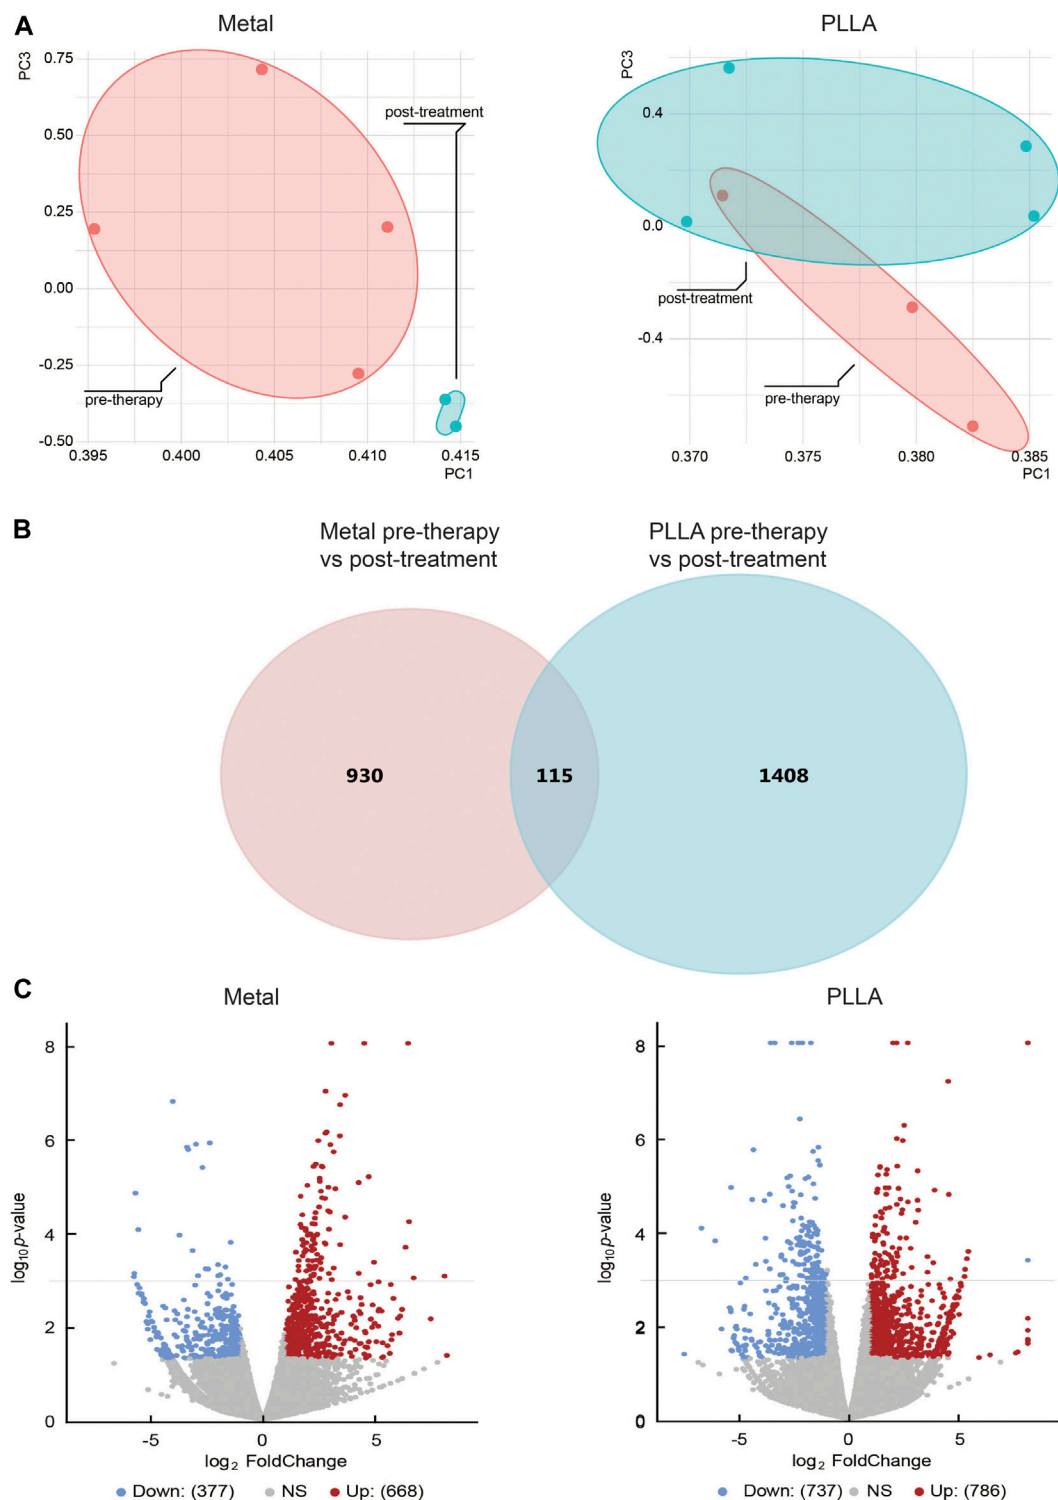 A
Metal
PLLA
PC3
0.75
0.50
0.25
0.00
-0.25
-0.50
0.395
0.400
0.405
0.410
0.415
PC1
post-treatment
pre-therapy
PC3
0.4
0.0
-0.4
0.370
0.375
0.380
0.385
PC1
post-treatment
pre-therapy
B
Metal pre-therapy
vs post-treatment
PLLA pre-therapy
vs post-treatment
930
115
1408
C
Metal
PLLA
log10 p-value
8
6
4
2
0
-5
0
5
log2 FoldChange
Down: (377) NS Up: (668)
log10 p-value
8
6
4
2
0
-5
0
5
log2 FoldChange
Down: (737) NS Up: (786)